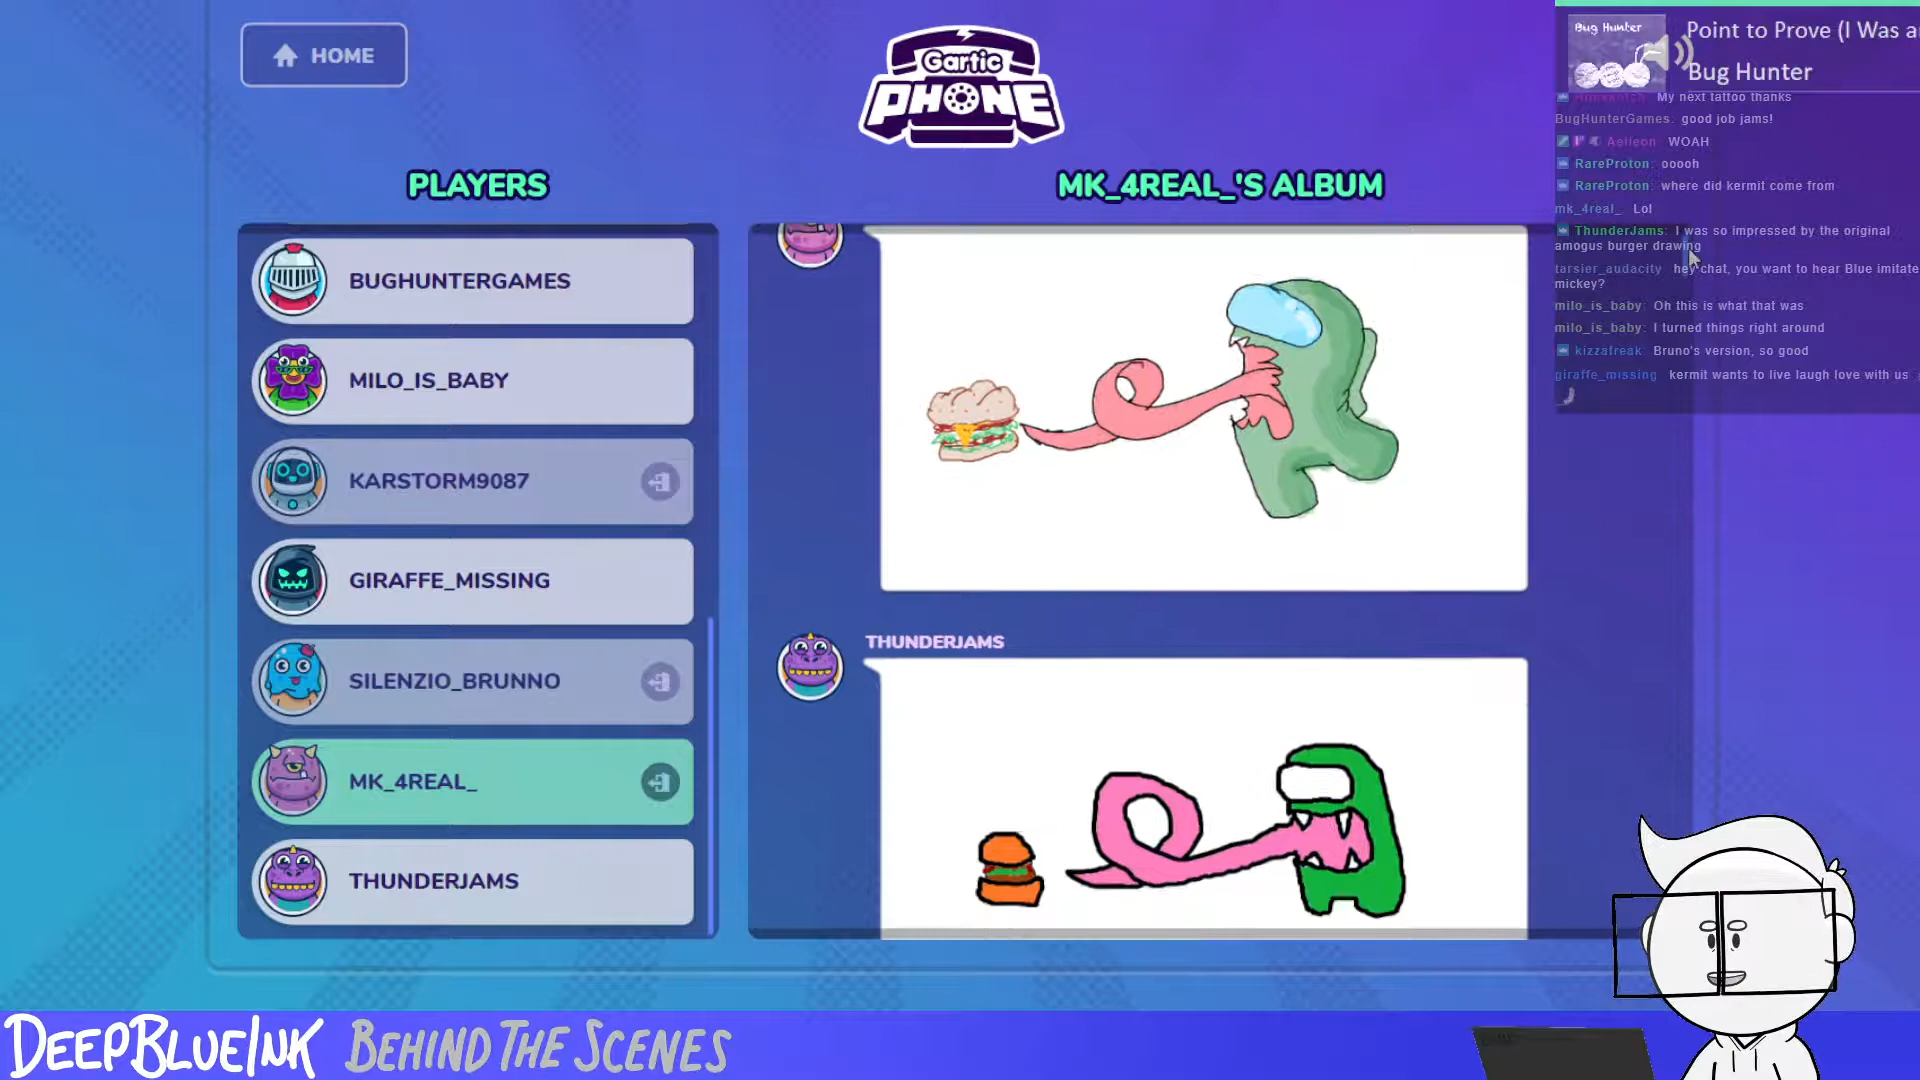 HOME
Gartic
PHONE
PLAYERS
MK_4REAL_'S ALBUM
BUGHUNTERGAMES
MILO_IS_BABY
KARSTORM9087
GIRAFFE_MISSING
SILENZIO_BRUNNO
MK_4REAL_
THUNDERJAMS
THUNDERJAMS
Bug Hunter
Point to Prove (I Was a
Bug Hunter
My next tattoo thanks
BugHunterGames: good job jams!
Aelleon WOAH
RareProton: ooooh
RareProton: where did kermit come from
mk_4real_ Lol
ThunderJams: I was so impressed by the original
amogus burger drawing
tarsier_audacity hey chat, you want to hear Blue imitate
mickey?
milo_is_baby: Oh this is what that was
milo_is_baby: I turned things right around
kizzafreak: Bruno's version, so good
giraffe_missing: kermit wants to live laugh love with us
DEEPBLUEINK BEHIND THE SCENES